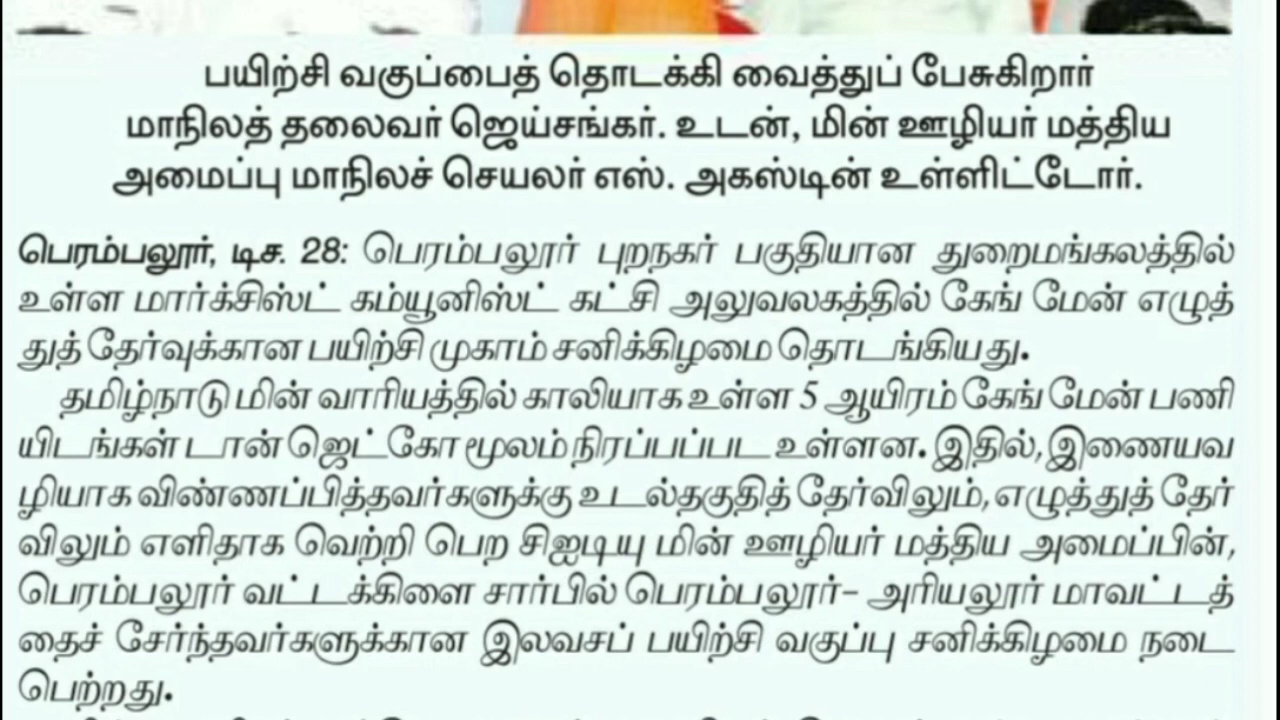 பயிற்சி வகுப்பைத் தொடக்கி வைத்துப் பேசுகிறார்
மாநிலத் தலைவர் ஜெய்சங்கர். உடன், மின் ஊழியர் மத்திய
அமைப்பு மாநிலச் செயலர் எஸ். அகஸ்டின் உள்ளிட்டோர்.
பெரம்பலூர், டிச. 28: பெரம்பலூர் புறநகர் பகுதியான துறைமங்கலத்தில்
உள்ள மார்க்சிஸ்ட் கம்யூனிஸ்ட் கட்சி அலுவலகத்தில் கேங் மேன் எழுத்
துத் தேர்வுக்கான பயிற்சி முகாம் சனிக்கிழமை தொடங்கியது.
தமிழ்நாடு மின் வாரியத்தில் காலியாக உள்ள 5 ஆயிரம் கேங் மேன் பணி
யிடங்கள் டான் ஜெட்கோ மூலம் நிரப்பப்பட உள்ளன. இதில், இணையவ
ழியாக விண்ணப்பித்தவர்களுக்கு உடல்தகுதித் தேர்விலும், எழுத்துத் தேர்
விலும் எளிதாக வெற்றி பெற சிஐடியு மின் ஊழியர் மத்திய அமைப்பின்,
பெரம்பலூர் வட்டக்கிளை சார்பில் பெரம்பலூர்- அரியலூர் மாவட்டத்
தைச் சேர்ந்தவர்களுக்கான இலவசப் பயிற்சி வகுப்பு சனிக்கிழமை நடை
பெற்றது.